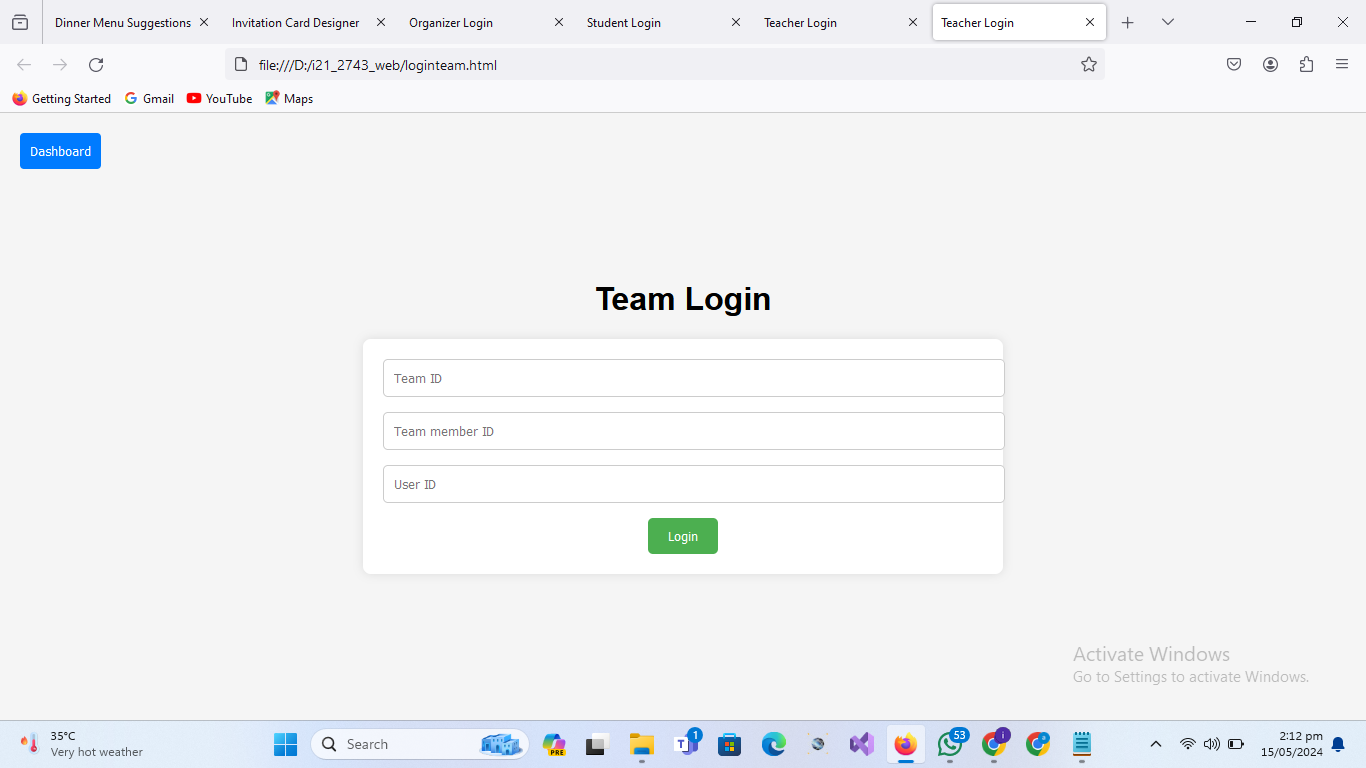 Dinner Menu Suggestions
Invitation Card Designer
Organizer Login
Student Login
Teacher Login
Teacher Login
file:///D:/i21_2743_web/loginteam.html
Getting Started
Gmail
YouTube
Maps
Dashboard
Team Login
Team ID
Team member ID
User ID
Login
Activate Windows
Go to Settings to activate Windows.
35°C
Very hot weather
Search
PRE
1
53
i
2:12 pm
15/05/2024